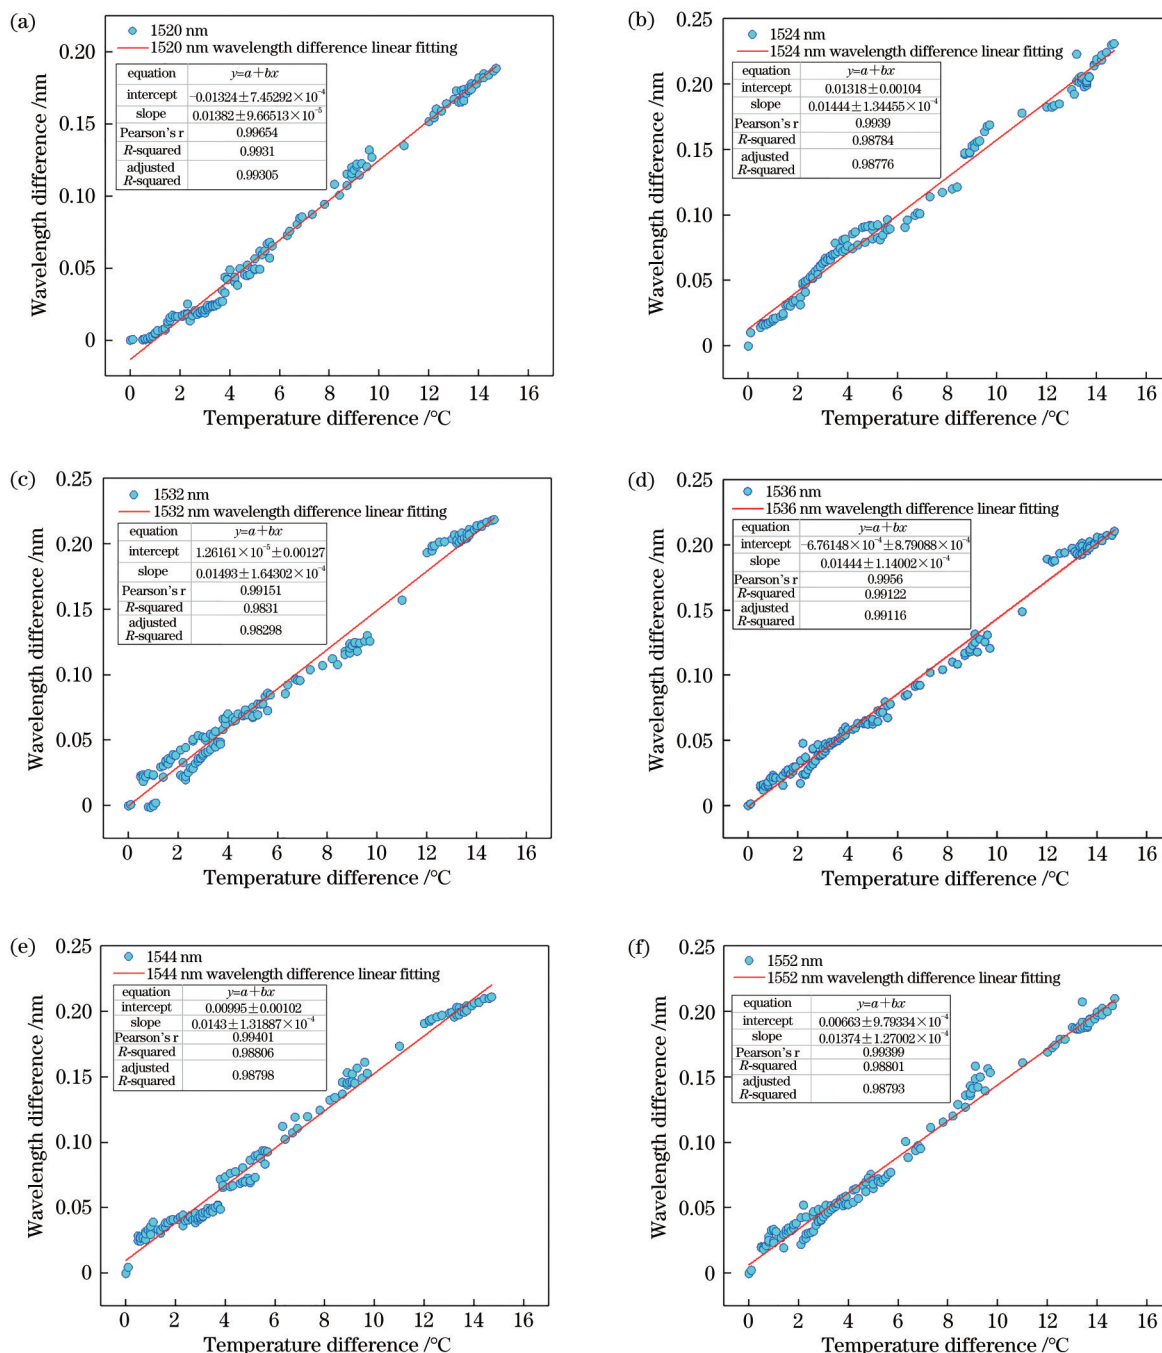 (a)
1520 nm
1520 nm wavelength difference linear fitting
equation y=a+bx
intercept −0.01324±7.45292×10⁻⁴
slope 0.01382±9.66513×10⁻⁵
Pearson's r 0.99654
R-squared 0.9931
adjusted R-squared 0.99305
0.20
0.15
0.10
0.05
0
Wavelength difference /nm
0 2 4 6 8 10 12 14 16
Temperature difference /℃
(b)
1524 nm
1524 nm wavelength difference linear fitting
equation y=a+bx
intercept 0.01318±0.00104
slope 0.01444±1.34455×10⁻⁴
Pearson's r 0.9939
R-squared 0.98784
adjusted R-squared 0.98776
0.25
0.20
0.15
0.10
0.05
0
Wavelength difference /nm
0 2 4 6 8 10 12 14 16
Temperature difference /℃
(c)
1532 nm
1532 nm wavelength difference linear fitting
equation y=a+bx
intercept 1.26161×10⁻⁵±0.00127
slope 0.01493±1.64302×10⁻⁴
Pearson's r 0.99151
R-squared 0.9831
adjusted R-squared 0.98298
0.25
0.20
0.15
0.10
0.05
0
Wavelength difference /nm
0 2 4 6 8 10 12 14 16
Temperature difference /℃
(d)
1536 nm
1536 nm wavelength difference linear fitting
equation y=a+bx
intercept −6.76148×10⁻⁴±8.79088×10⁻⁴
slope 0.01444±1.14002×10⁻⁴
Pearson's r 0.9956
R-squared 0.99122
adjusted R-squared 0.99116
0.25
0.20
0.15
0.10
0.05
0
Wavelength difference /nm
0 2 4 6 8 10 12 14 16
Temperature difference /℃
(e)
1544 nm
1544 nm wavelength difference linear fitting
equation y=a+bx
intercept 0.00995±0.00102
slope 0.0143±1.31887×10⁻⁴
Pearson's r 0.99401
R-squared 0.98806
adjusted R-squared 0.98798
0.25
0.20
0.15
0.10
0.05
0
Wavelength difference /nm
0 2 4 6 8 10 12 14 16
Temperature difference /℃
(f)
1552 nm
1552 nm wavelength difference linear fitting
equation y=a+bx
intercept 0.00663±9.79334×10⁻⁴
slope 0.01374±1.27002×10⁻⁴
Pearson's r 0.99399
R-squared 0.98801
adjusted R-squared 0.98793
0.25
0.20
0.15
0.10
0.05
0
Wavelength difference /nm
0 2 4 6 8 10 12 14 16
Temperature difference /℃